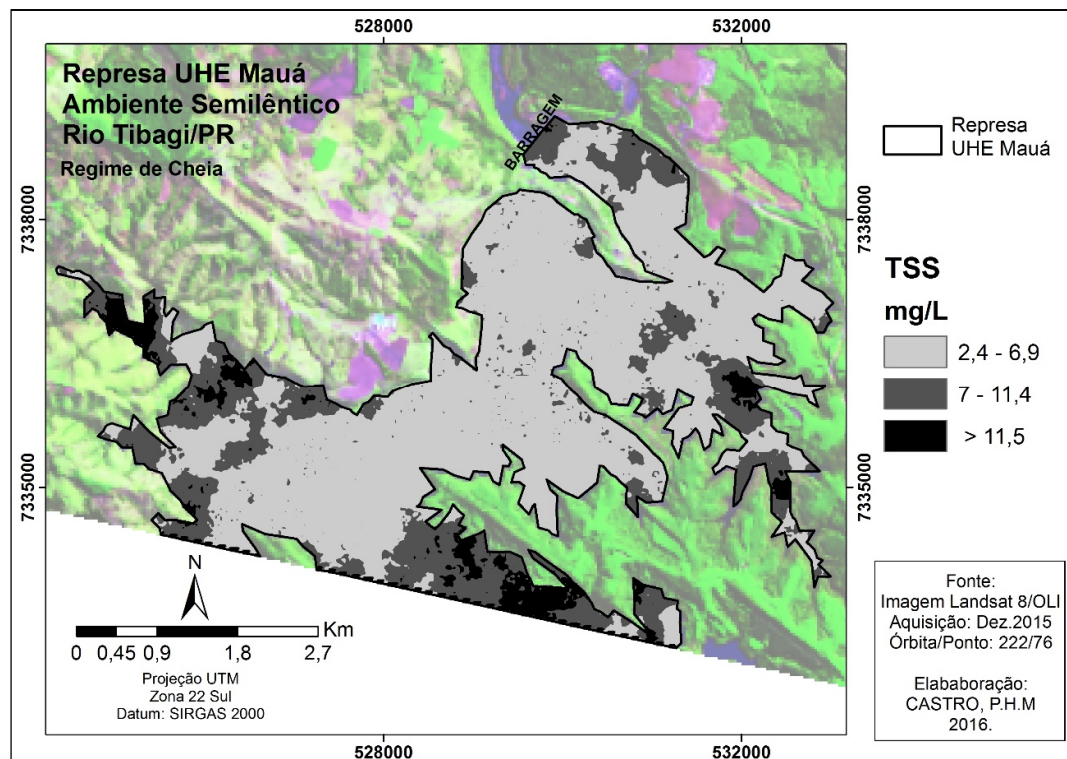 528000
532000
Represa UHE Mauá
Ambiente Semilêntico
Rio Tibagi/PR
Regime de Cheia
BARRAGEM
7338000
7338000
7335000
7335000
N
Km
0 0,45 0,9 1,8 2,7
Projeção UTM
Zona 22 Sul
Datum: SIRGAS 2000
528000
532000
Represa
UHE Mauá
TSS
mg/L
2,4 - 6,9
7 - 11,4
> 11,5
Fonte:
Imagem Landsat 8/OLI
Aquisição: Dez.2015
Órbita/Ponto: 222/76
Elababoração:
CASTRO, P.H.M
2016.